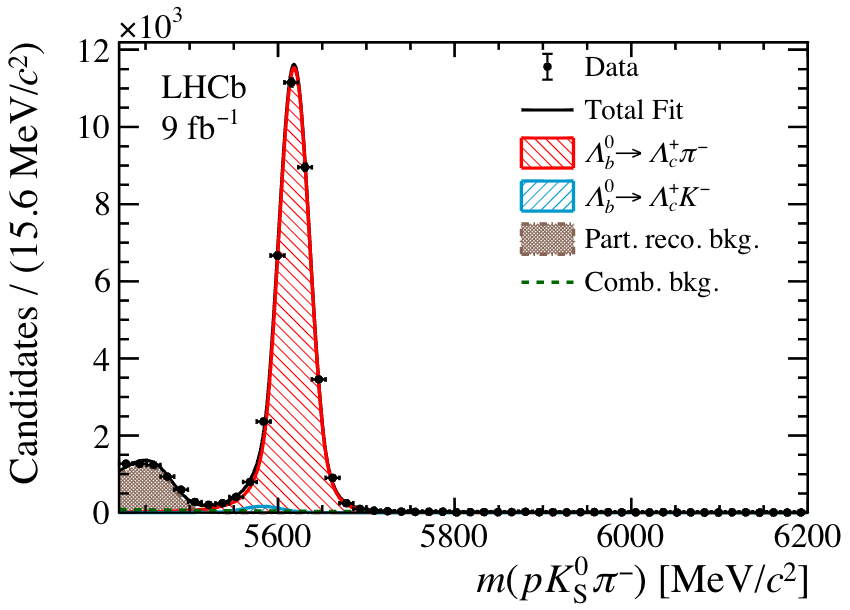 ×10³
Candidates / (15.6 MeV/c²)
12
10
8
6
4
2
0
LHCb
9 fb⁻¹
Data
Total Fit
Λ_b^0→ Λ_c^+π⁻
Λ_b^0→ Λ_c^+K⁻
Part. reco. bkg.
Comb. bkg.
5600 5800 6000 6200
m(pK_S^0π⁻) [MeV/c²]